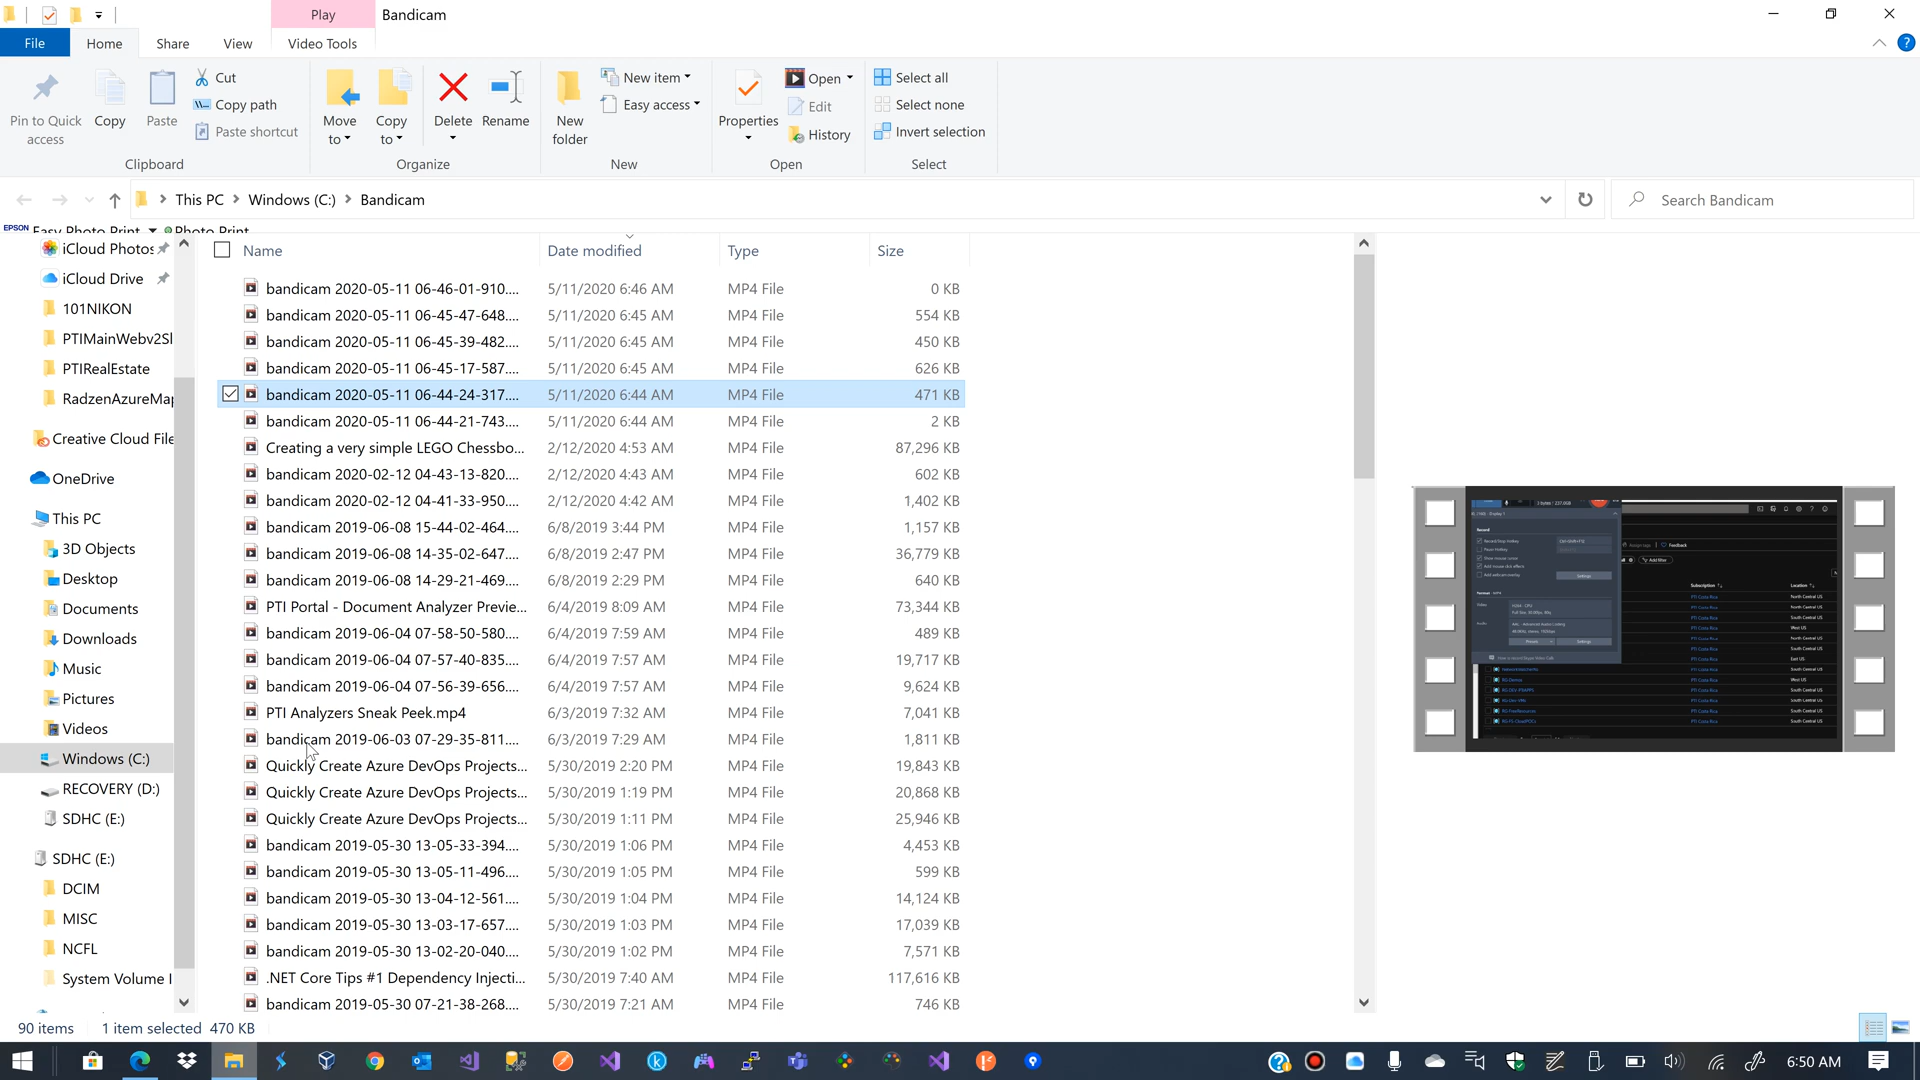 Play
Bandicam
File
Home
Share
View
Video Tools
Pin to Quick access
Copy
Paste
Cut
Copy path
Paste shortcut
Clipboard
Move to
Copy to
Delete
Rename
Organize
New folder
New item
Easy access
New
Properties
Open
Edit
History
Open
Select all
Select none
Invert selection
Select
This PC
Windows (C:)
Bandicam
Search Bandicam
EPSON Easy Photo Print
Photo Print
iCloud Photos
iCloud Drive
101NIKON
PTIMainWebv2Sl
PTIRealEstate
RadzenAzureMap
Creative Cloud File
OneDrive
This PC
3D Objects
Desktop
Documents
Downloads
Music
Pictures
Videos
Windows (C:)
RECOVERY (D:)
SDHC (E:)
SDHC (E:)
DCIM
MISC
NCFL
System Volume I
Name Date modified Type Size
bandicam 2020-05-11 06-46-01-910.... 5/11/2020 6:46 AM MP4 File 0 KB
bandicam 2020-05-11 06-45-47-648.... 5/11/2020 6:45 AM MP4 File 554 KB
bandicam 2020-05-11 06-45-39-482.... 5/11/2020 6:45 AM MP4 File 450 KB
bandicam 2020-05-11 06-45-17-587.... 5/11/2020 6:45 AM MP4 File 626 KB
bandicam 2020-05-11 06-44-24-317.... 5/11/2020 6:44 AM MP4 File 471 KB
bandicam 2020-05-11 06-44-21-743.... 5/11/2020 6:44 AM MP4 File 2 KB
Creating a very simple LEGO Chessbo... 2/12/2020 4:53 AM MP4 File 87,296 KB
bandicam 2020-02-12 04-43-13-820.... 2/12/2020 4:43 AM MP4 File 602 KB
bandicam 2020-02-12 04-41-33-950.... 2/12/2020 4:42 AM MP4 File 1,402 KB
bandicam 2019-06-08 15-44-02-464.... 6/8/2019 3:44 PM MP4 File 1,157 KB
bandicam 2019-06-08 14-35-02-647.... 6/8/2019 2:47 PM MP4 File 36,779 KB
bandicam 2019-06-08 14-29-21-469.... 6/8/2019 2:29 PM MP4 File 640 KB
PTI Portal - Document Analyzer Previe... 6/4/2019 8:09 AM MP4 File 73,344 KB
bandicam 2019-06-04 07-58-50-580.... 6/4/2019 7:59 AM MP4 File 489 KB
bandicam 2019-06-04 07-57-40-835.... 6/4/2019 7:57 AM MP4 File 19,717 KB
bandicam 2019-06-04 07-56-39-656.... 6/4/2019 7:57 AM MP4 File 9,624 KB
PTI Analyzers Sneak Peek.mp4 6/3/2019 7:32 AM MP4 File 7,041 KB
bandicam 2019-06-03 07-29-35-811.... 6/3/2019 7:29 AM MP4 File 1,811 KB
Quickly Create Azure DevOps Projects... 5/30/2019 2:20 PM MP4 File 19,843 KB
Quickly Create Azure DevOps Projects... 5/30/2019 1:19 PM MP4 File 20,868 KB
Quickly Create Azure DevOps Projects... 5/30/2019 1:11 PM MP4 File 25,946 KB
bandicam 2019-05-30 13-05-33-394.... 5/30/2019 1:06 PM MP4 File 4,453 KB
bandicam 2019-05-30 13-05-11-496.... 5/30/2019 1:05 PM MP4 File 599 KB
bandicam 2019-05-30 13-04-12-561.... 5/30/2019 1:04 PM MP4 File 14,124 KB
bandicam 2019-05-30 13-03-17-657.... 5/30/2019 1:03 PM MP4 File 17,039 KB
bandicam 2019-05-30 13-02-20-040.... 5/30/2019 1:02 PM MP4 File 7,571 KB
.NET Core Tips #1 Dependency Injecti... 5/30/2019 7:40 AM MP4 File 117,616 KB
bandicam 2019-05-30 07-21-38-268.... 5/30/2019 7:21 AM MP4 File 746 KB
90 items 1 item selected 470 KB
6:50 AM